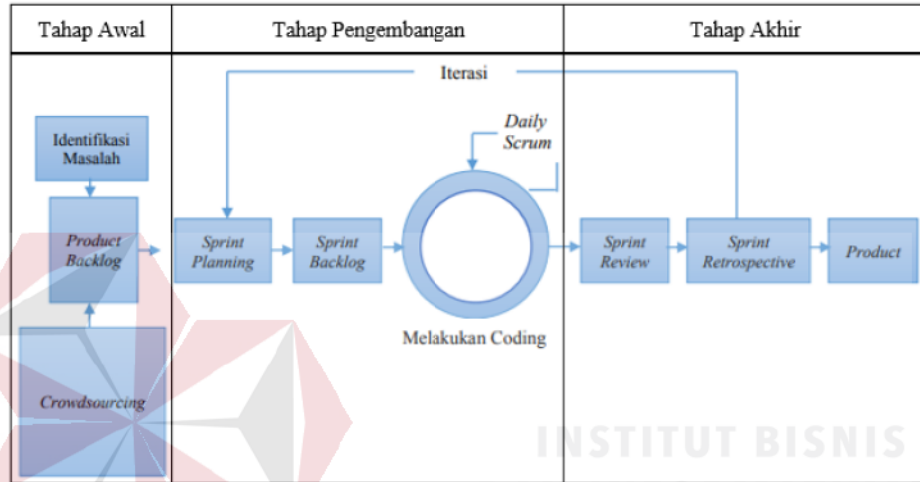 Tahap Awal
Tahap Pengembangan
Tahap Akhir
Iterasi
Identifikasi
Masalah
Product
Backlog
Crowdsourcing
Sprint
Planning
Sprint
Backlog
Daily
Scrum
Melakukan Coding
Sprint
Review
Sprint
Retrospective
Product
INSTITUT BISNIS